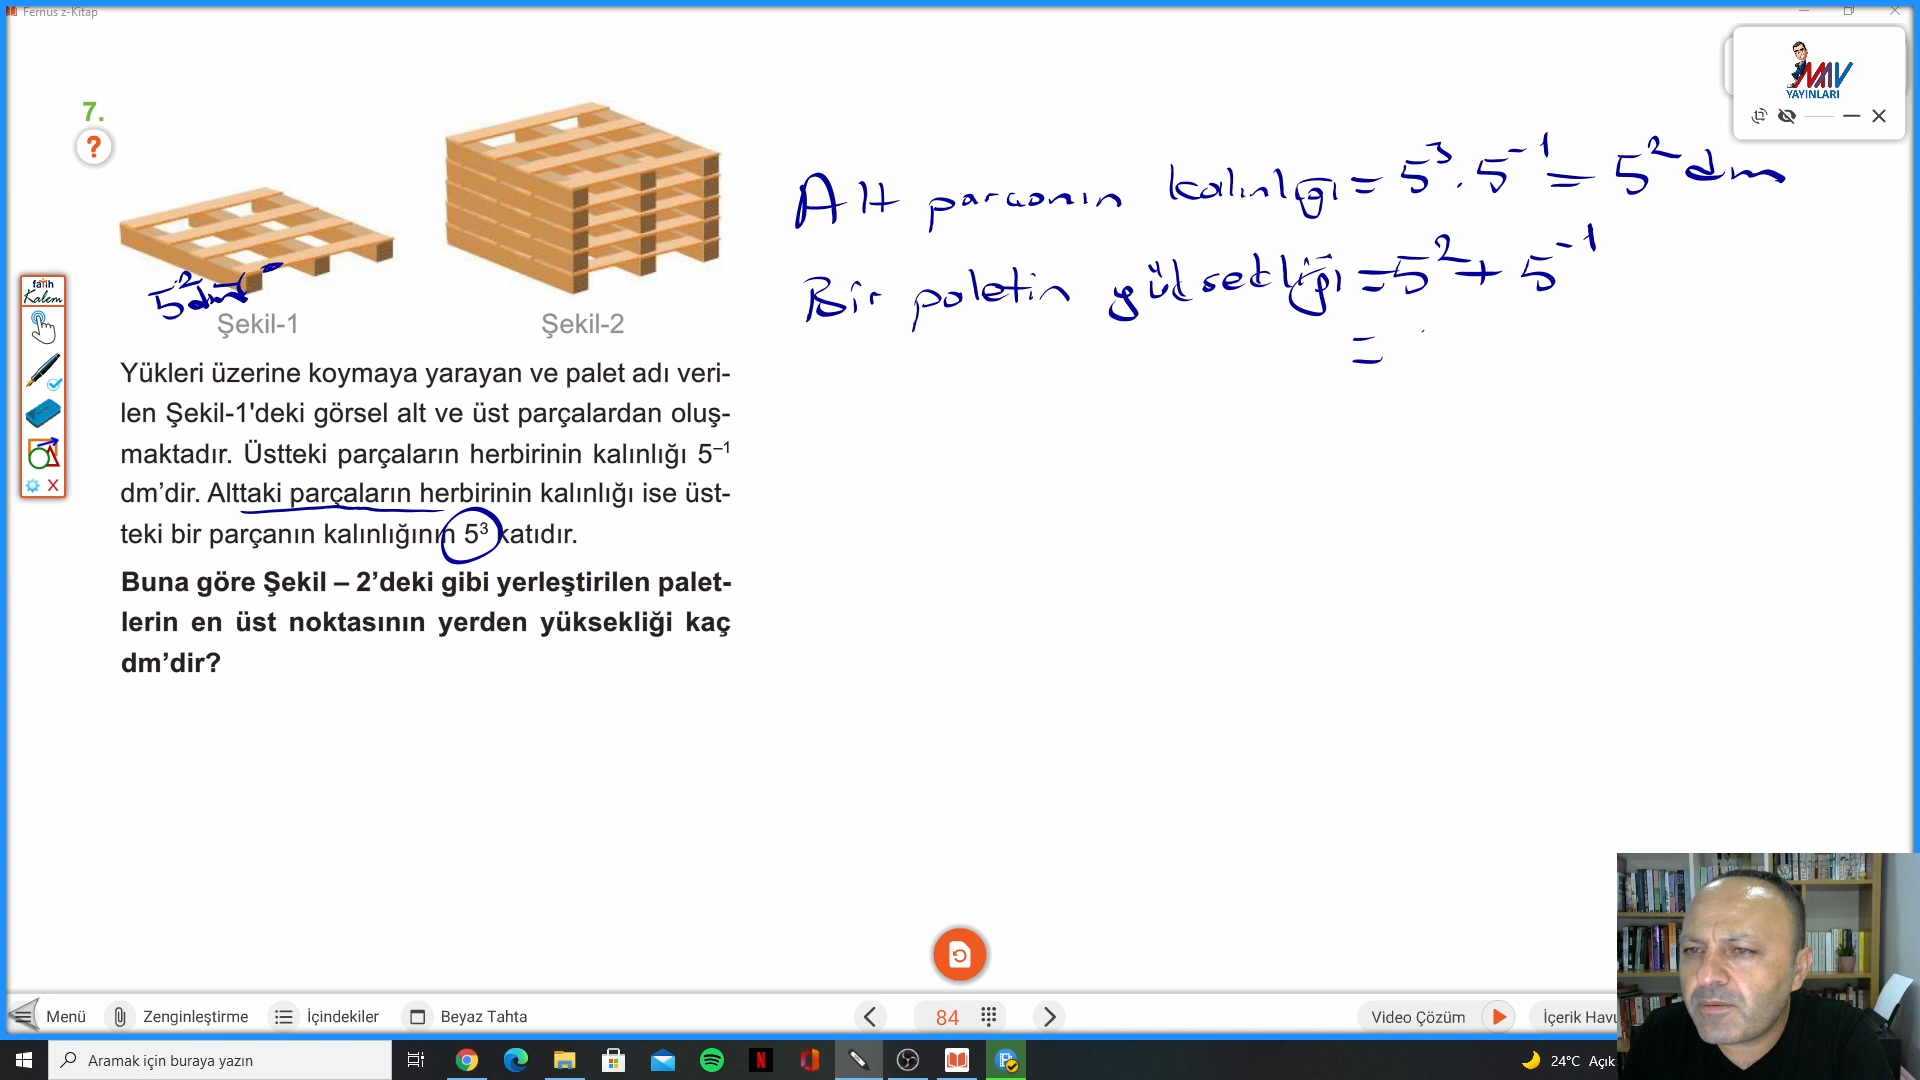 Fernus z-Kitap
MAV
YAYINLARI
7.
?
5² dm
Şekil-1
Şekil-2
Alt parçanın kalınlığı = 5³ . 5⁻¹ = 5² dm
Bir paletin yüksekliği = 5² + 5⁻¹
=
fatih
Kalem
Yükleri üzerine koymaya yarayan ve palet adı veri-
len Şekil-1'deki görsel alt ve üst parçalardan oluş-
maktadır. Üstteki parçaların herbirinin kalınlığı 5⁻¹
dm'dir. Alttaki parçaların herbirinin kalınlığı ise üst-
teki bir parçanın kalınlığının 5³ katıdır.
Buna göre Şekil – 2'deki gibi yerleştirilen palet-
lerin en üst noktasının yerden yüksekliği kaç
dm'dir?
Menü
Zenginleştirme
İçindekiler
Beyaz Tahta
84
Video Çözüm
İçerik Havu
Aramak için buraya yazın
24°C Açık